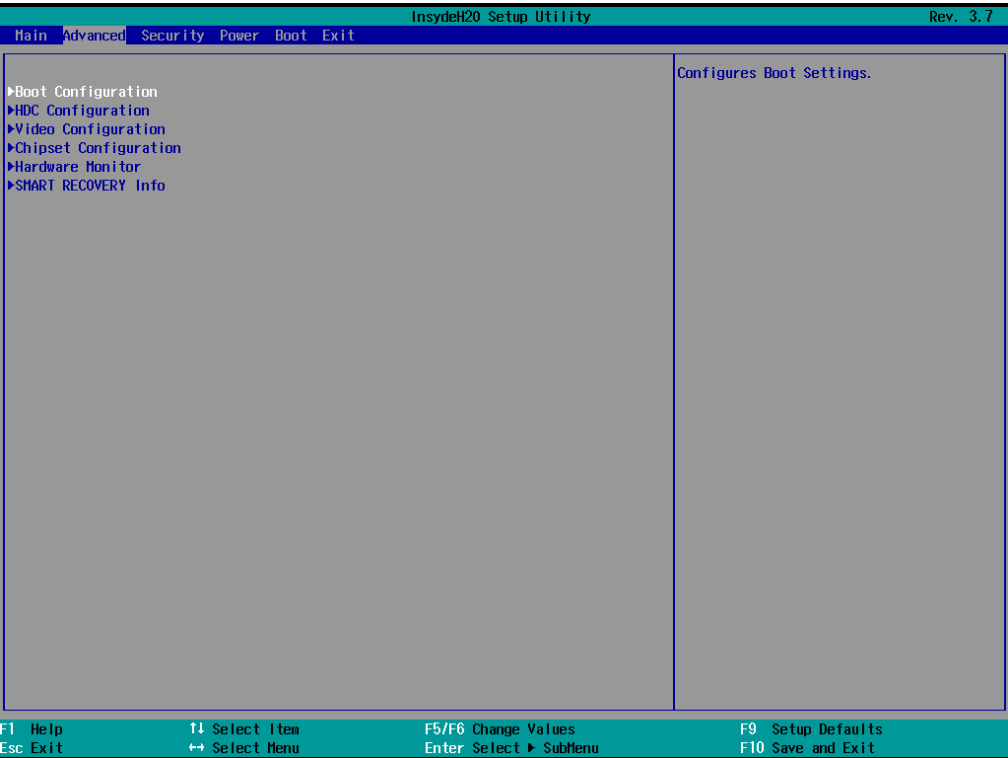 InsydeH20 Setup Utility Rev. 3.7
Main Advanced Security Power Boot Exit
Configures Boot Settings.
▶Boot Configuration
▶HDC Configuration
▶Video Configuration
▶Chipset Configuration
▶Hardware Monitor
▶SMART RECOVERY Info
F1 Help ↑↓ Select Item F5/F6 Change Values F9 Setup Defaults
Esc Exit ↔ Select Menu Enter Select ▶ SubMenu F10 Save and Exit